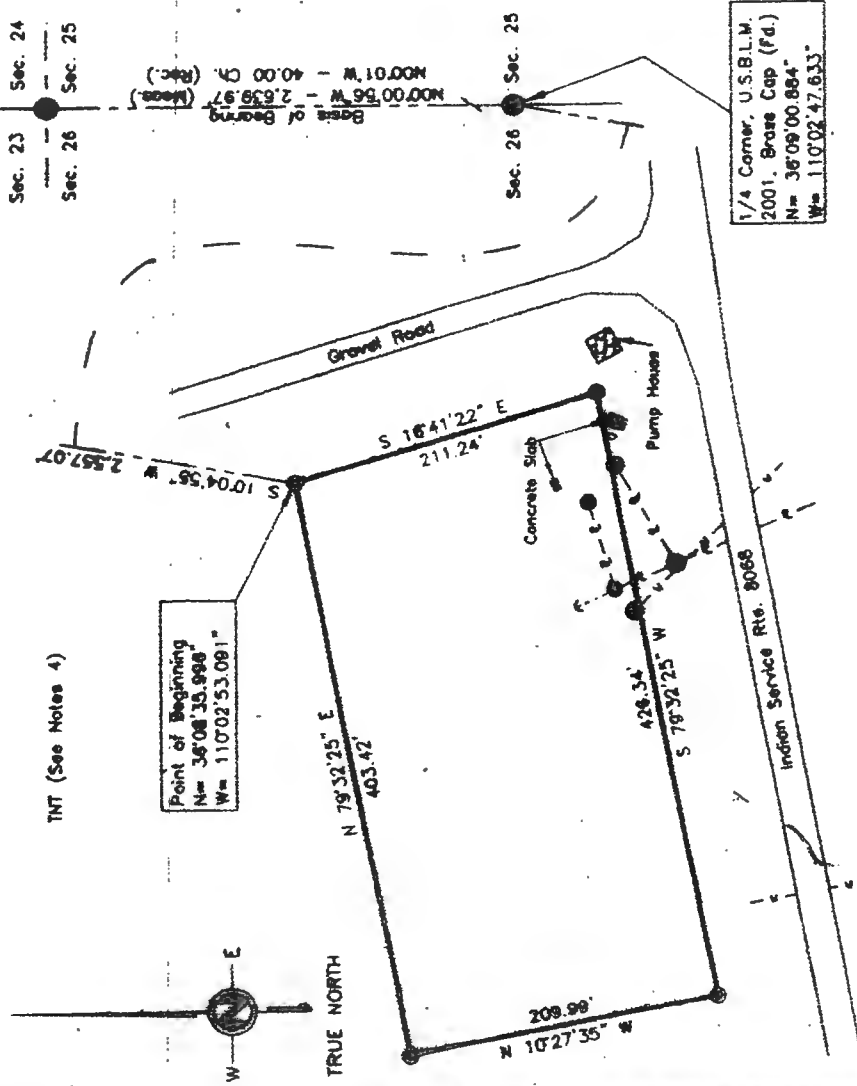 Sec. 23 Sec. 24
Sec. 26 Sec. 25
Basis of Bearing
N00°00'56"W - 2,639.97 (Meas.)
N00°01'W - 40.00 Ch. (Rec.)
Sec. 26 Sec. 25
1/4 Corner, U.S.B.L.M.
2001, Brass Cap (Fd.)
N= 36°09'00.884"
W= 110°02'47.633"
S 10°04'55" W
2,557.07'
TNT (See Notes 4)
Point of Beginning
N= 36°08'35.996"
W= 110°02'53.091"
Gravel Road
S 16°41'22" E
211.24'
N 79°32'25" E
403.42'
Concrete Slab
Pump House
426.34'
S 79°32'25" W
Indian Service Rte. 8068
209.99'
N 10°27'35" W
W N E
TRUE NORTH